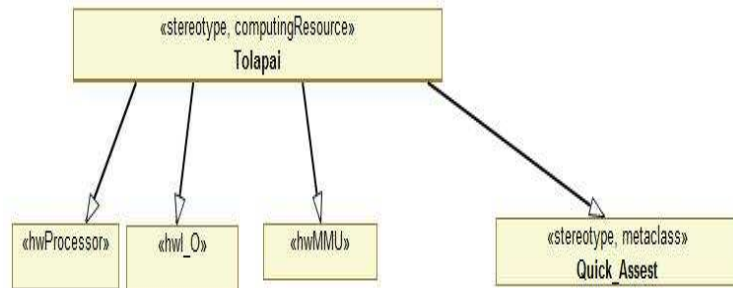 «stereotype, computingResource»
Tolapai
«hwProcessor»
«hwI_O»
«hwMMU»
«stereotype, metaclass»
Quick_Assest